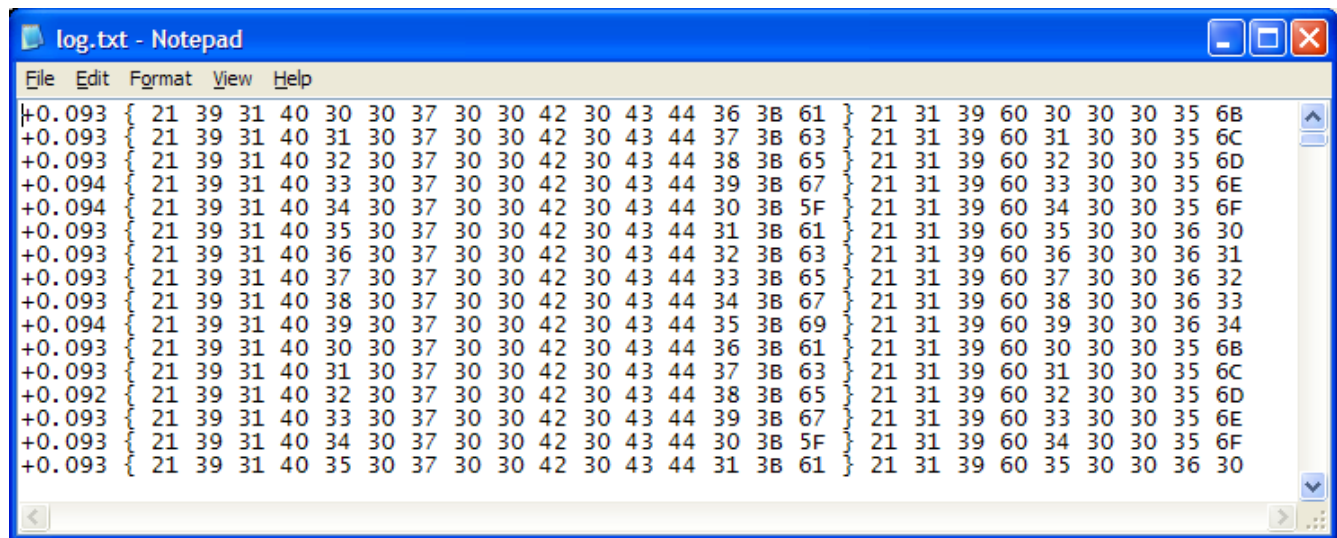 log.txt - Notepad
File Edit Format View Help
+0.093 { 21 39 31 40 30 30 37 30 30 42 30 43 44 36 3B 61 } 21 31 39 60 30 30 30 35 6B
+0.093 { 21 39 31 40 31 30 37 30 30 42 30 43 44 37 3B 63 } 21 31 39 60 31 30 30 35 6C
+0.093 { 21 39 31 40 32 30 37 30 30 42 30 43 44 38 3B 65 } 21 31 39 60 32 30 30 35 6D
+0.094 { 21 39 31 40 33 30 37 30 30 42 30 43 44 39 3B 67 } 21 31 39 60 33 30 30 35 6E
+0.094 { 21 39 31 40 34 30 37 30 30 42 30 43 44 30 3B 5F } 21 31 39 60 34 30 30 35 6F
+0.093 { 21 39 31 40 35 30 37 30 30 42 30 43 44 31 3B 61 } 21 31 39 60 35 30 30 36 30
+0.093 { 21 39 31 40 36 30 37 30 30 42 30 43 44 32 3B 63 } 21 31 39 60 36 30 30 36 31
+0.093 { 21 39 31 40 37 30 37 30 30 42 30 43 44 33 3B 65 } 21 31 39 60 37 30 30 36 32
+0.093 { 21 39 31 40 38 30 37 30 30 42 30 43 44 34 3B 67 } 21 31 39 60 38 30 30 36 33
+0.094 { 21 39 31 40 39 30 37 30 30 42 30 43 44 35 3B 69 } 21 31 39 60 39 30 30 36 34
+0.093 { 21 39 31 40 30 30 37 30 30 42 30 43 44 36 3B 61 } 21 31 39 60 30 30 30 35 6B
+0.093 { 21 39 31 40 31 30 37 30 30 42 30 43 44 37 3B 63 } 21 31 39 60 31 30 30 35 6C
+0.092 { 21 39 31 40 32 30 37 30 30 42 30 43 44 38 3B 65 } 21 31 39 60 32 30 30 35 6D
+0.093 { 21 39 31 40 33 30 37 30 30 42 30 43 44 39 3B 67 } 21 31 39 60 33 30 30 35 6E
+0.093 { 21 39 31 40 34 30 37 30 30 42 30 43 44 30 3B 5F } 21 31 39 60 34 30 30 35 6F
+0.093 { 21 39 31 40 35 30 37 30 30 42 30 43 44 31 3B 61 } 21 31 39 60 35 30 30 36 30